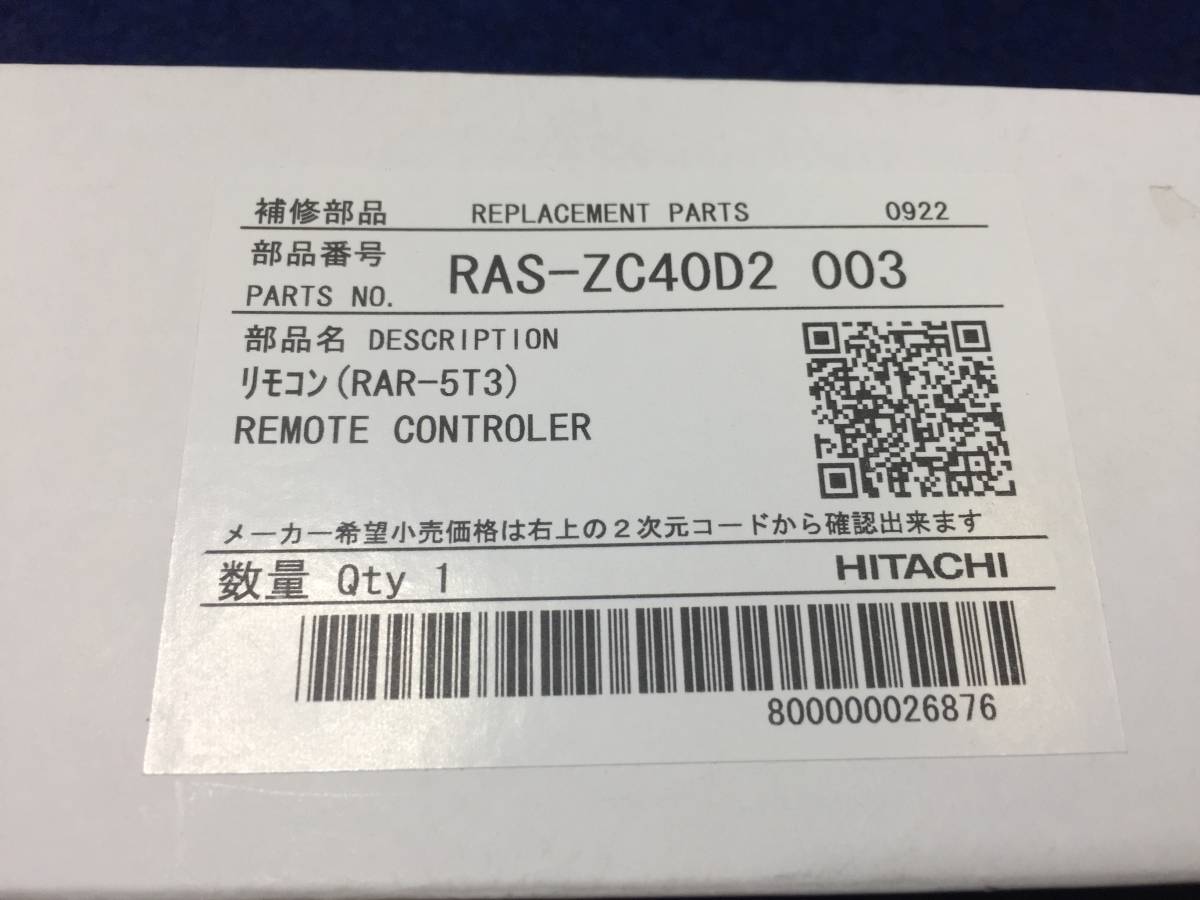 補修部品 REPLACEMENT PARTS 0922
部品番号
PARTS NO. RAS-ZC40D2 003
部品名 DESCRIPTION
リモコン(RAR-5T3)
REMOTE CONTROLER
メーカー希望小売価格は右上の2次元コードから確認出来ます
数量 Qty 1 HITACHI
800000026876